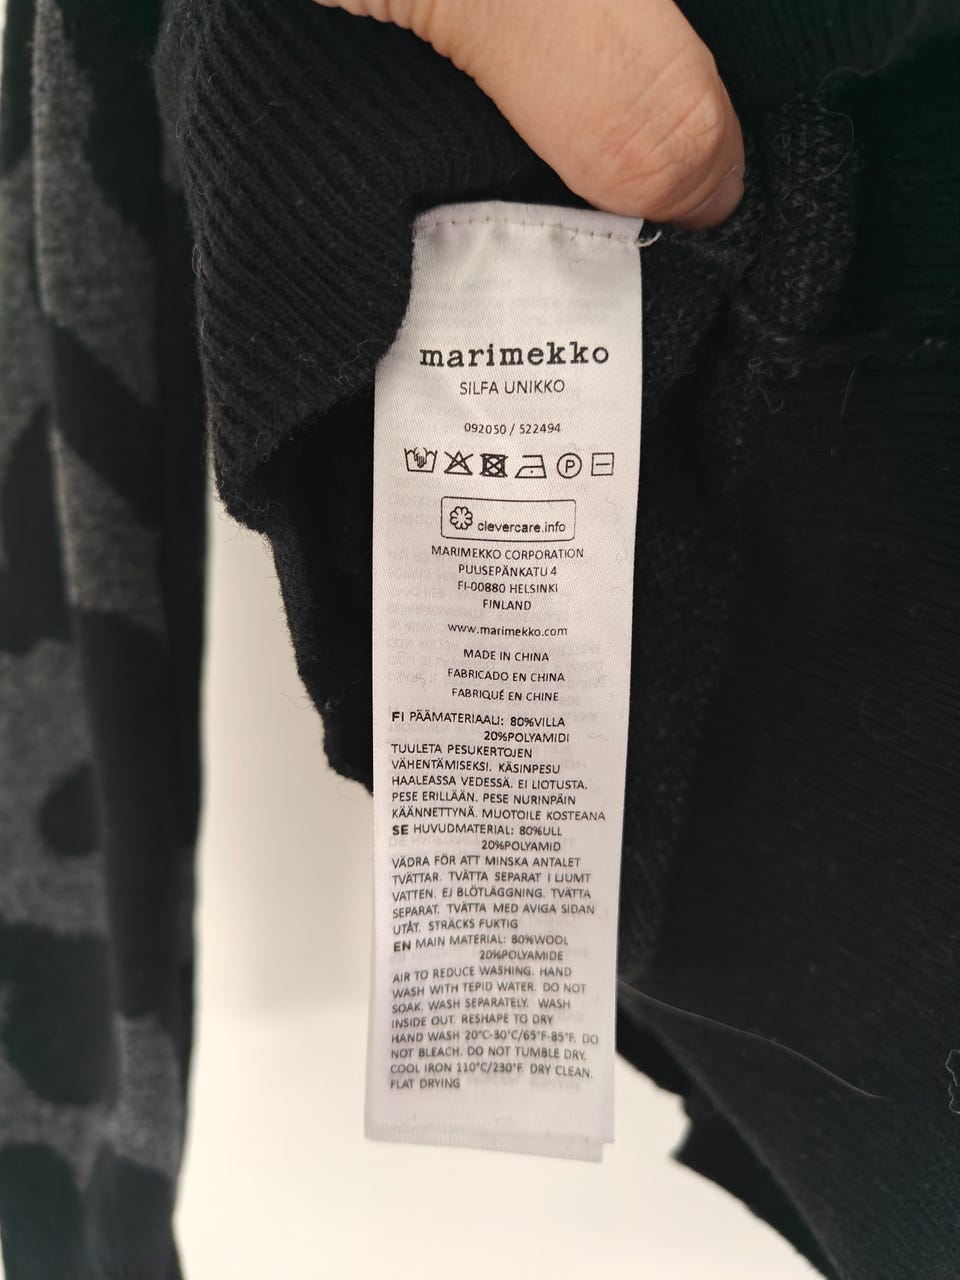 marimekko
SILFA UNIKKO
092050 / 522494
P
clevercare.info
MARIMEKKO CORPORATION
PUUSEPÄNKATU 4
FI-00880 HELSINKI
FINLAND
www.marimekko.com
MADE IN CHINA
FABRICADO EN CHINA
FABRIQUÉ EN CHINE
FI PÄÄMATERIAALI: 80%VILLA
20%POLYAMIDI
TUULETA PESUKERTOJEN
VÄHENTÄMISEKSI. KÄSINPESU
HAALEASSA VEDESSÄ. EI LIOTUSTA.
PESE ERILLÄÄN. PESE NURINPÄIN
KÄÄNNETTYNÄ. MUOTOILE KOSTEANA
SE HUVUDMATERIAL: 80%ULL
20%POLYAMID
VÄDRA FÖR ATT MINSKA ANTALET
TVÄTTAR. TVÄTTA SEPARAT I LJUMT
VATTEN. EJ BLÖTLÄGGNING. TVÄTTA
SEPARAT. TVÄTTA MED AVIGA SIDAN
UTÅT. STRÄCKS FUKTIG
EN MAIN MATERIAL: 80%WOOL
20%POLYAMIDE
AIR TO REDUCE WASHING. HAND
WASH WITH TEPID WATER. DO NOT
SOAK. WASH SEPARATELY. WASH
INSIDE OUT. RESHAPE TO DRY
HAND WASH 20°C-30°C/65°F-85°F. DO
NOT BLEACH. DO NOT TUMBLE DRY.
COOL IRON 110°C/230°F. DRY CLEAN.
FLAT DRYING